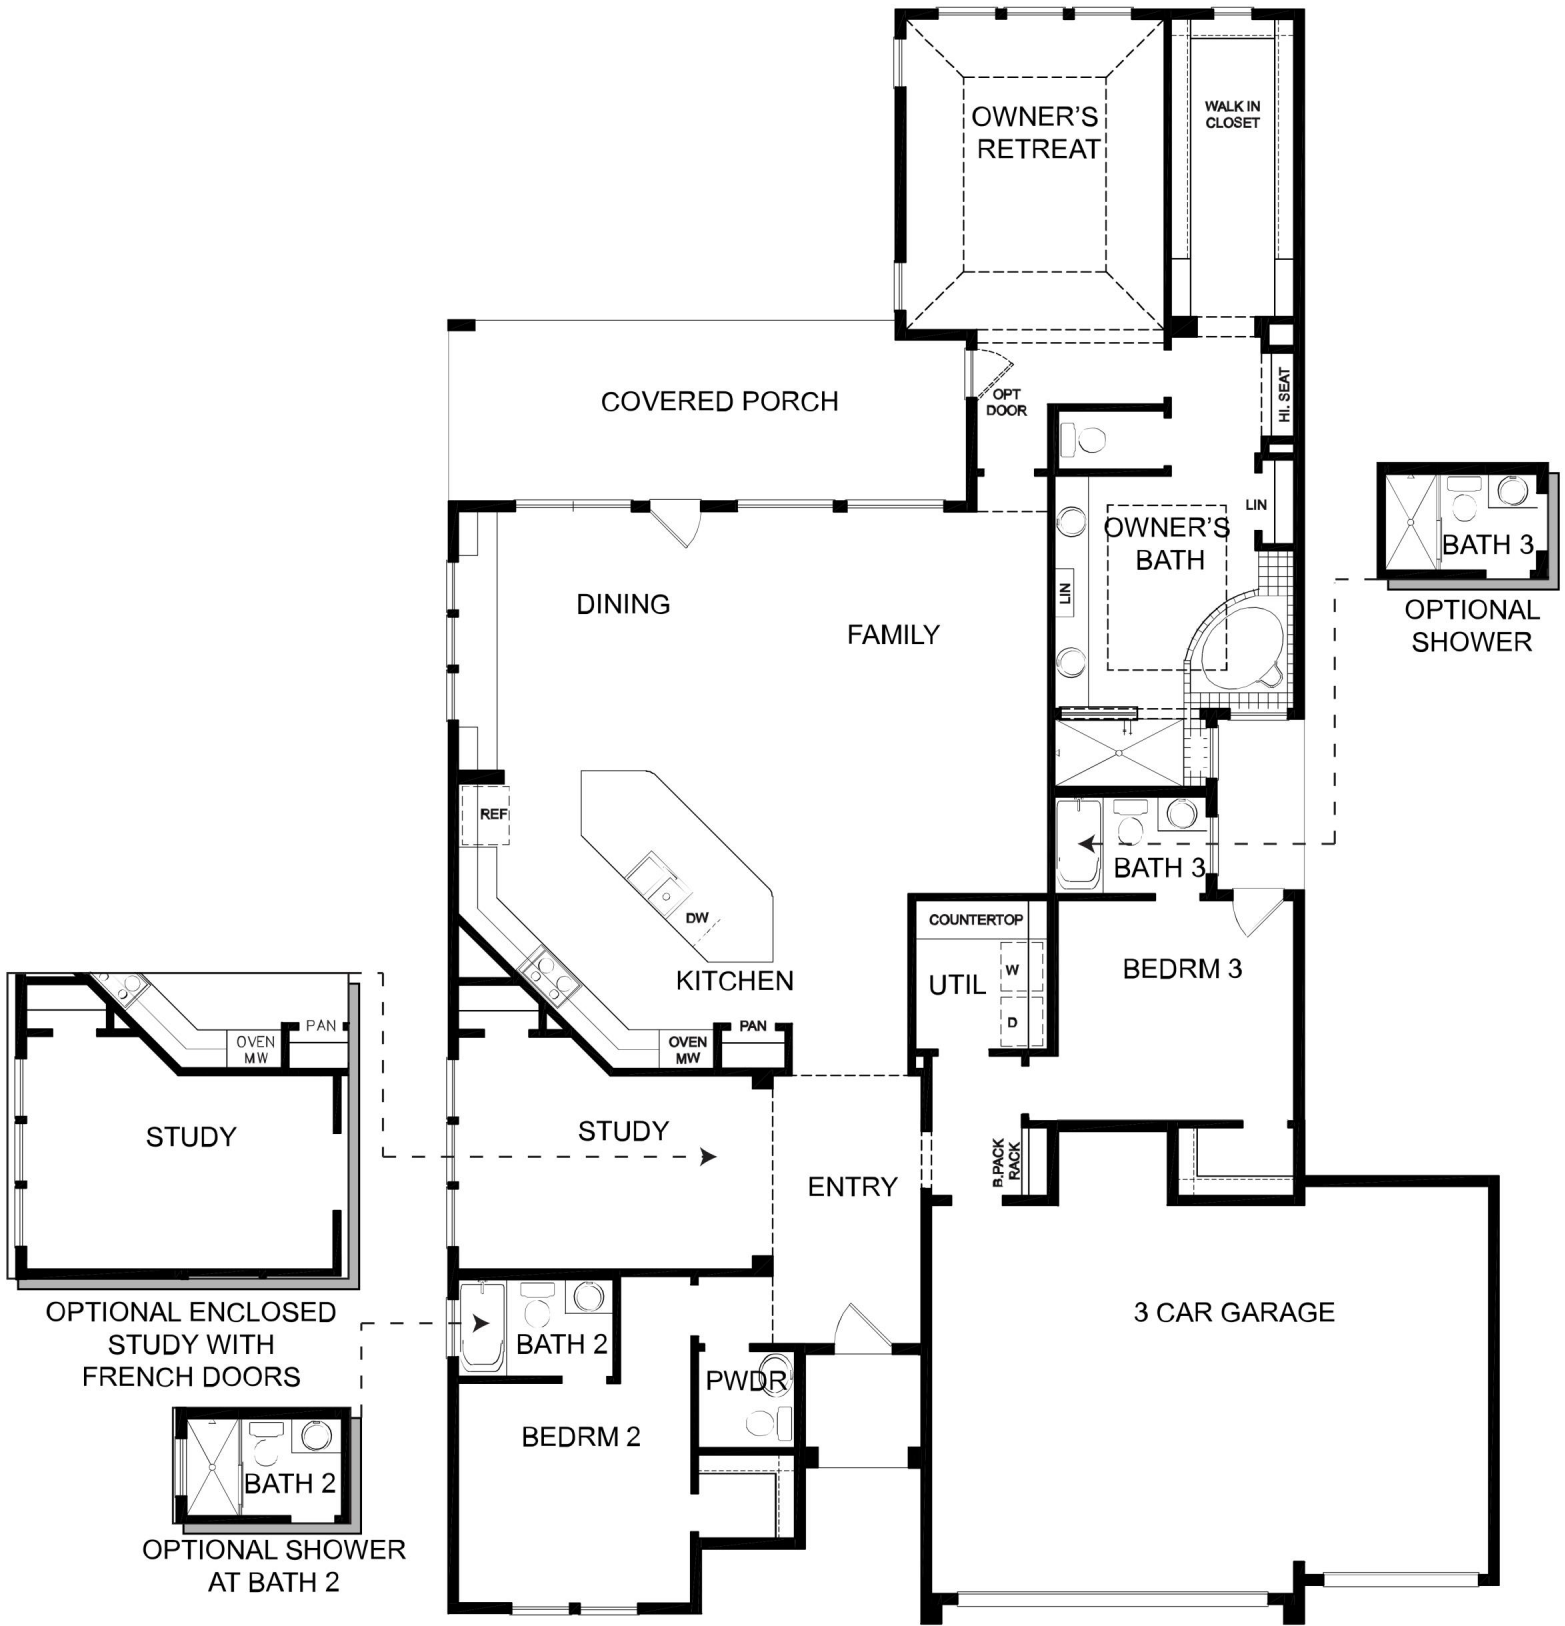 OWNER'S
RETREAT
WALK IN
CLOSET
COVERED PORCH
OPT
DOOR
HI. SEAT
LIN
OWNER'S
BATH
LIN
BATH 3
OPTIONAL
SHOWER
DINING
FAMILY
REF
DW
KITCHEN
BATH 3
COUNTERTOP
UTIL
W
D
BEDRM 3
PAN
OVEN
MW
PAN
OVEN
MW
STUDY
STUDY
B.PACK
RACK
ENTRY
OPTIONAL ENCLOSED
STUDY WITH
FRENCH DOORS
BATH 2
PWDR
3 CAR GARAGE
BEDRM 2
BATH 2
OPTIONAL SHOWER
AT BATH 2